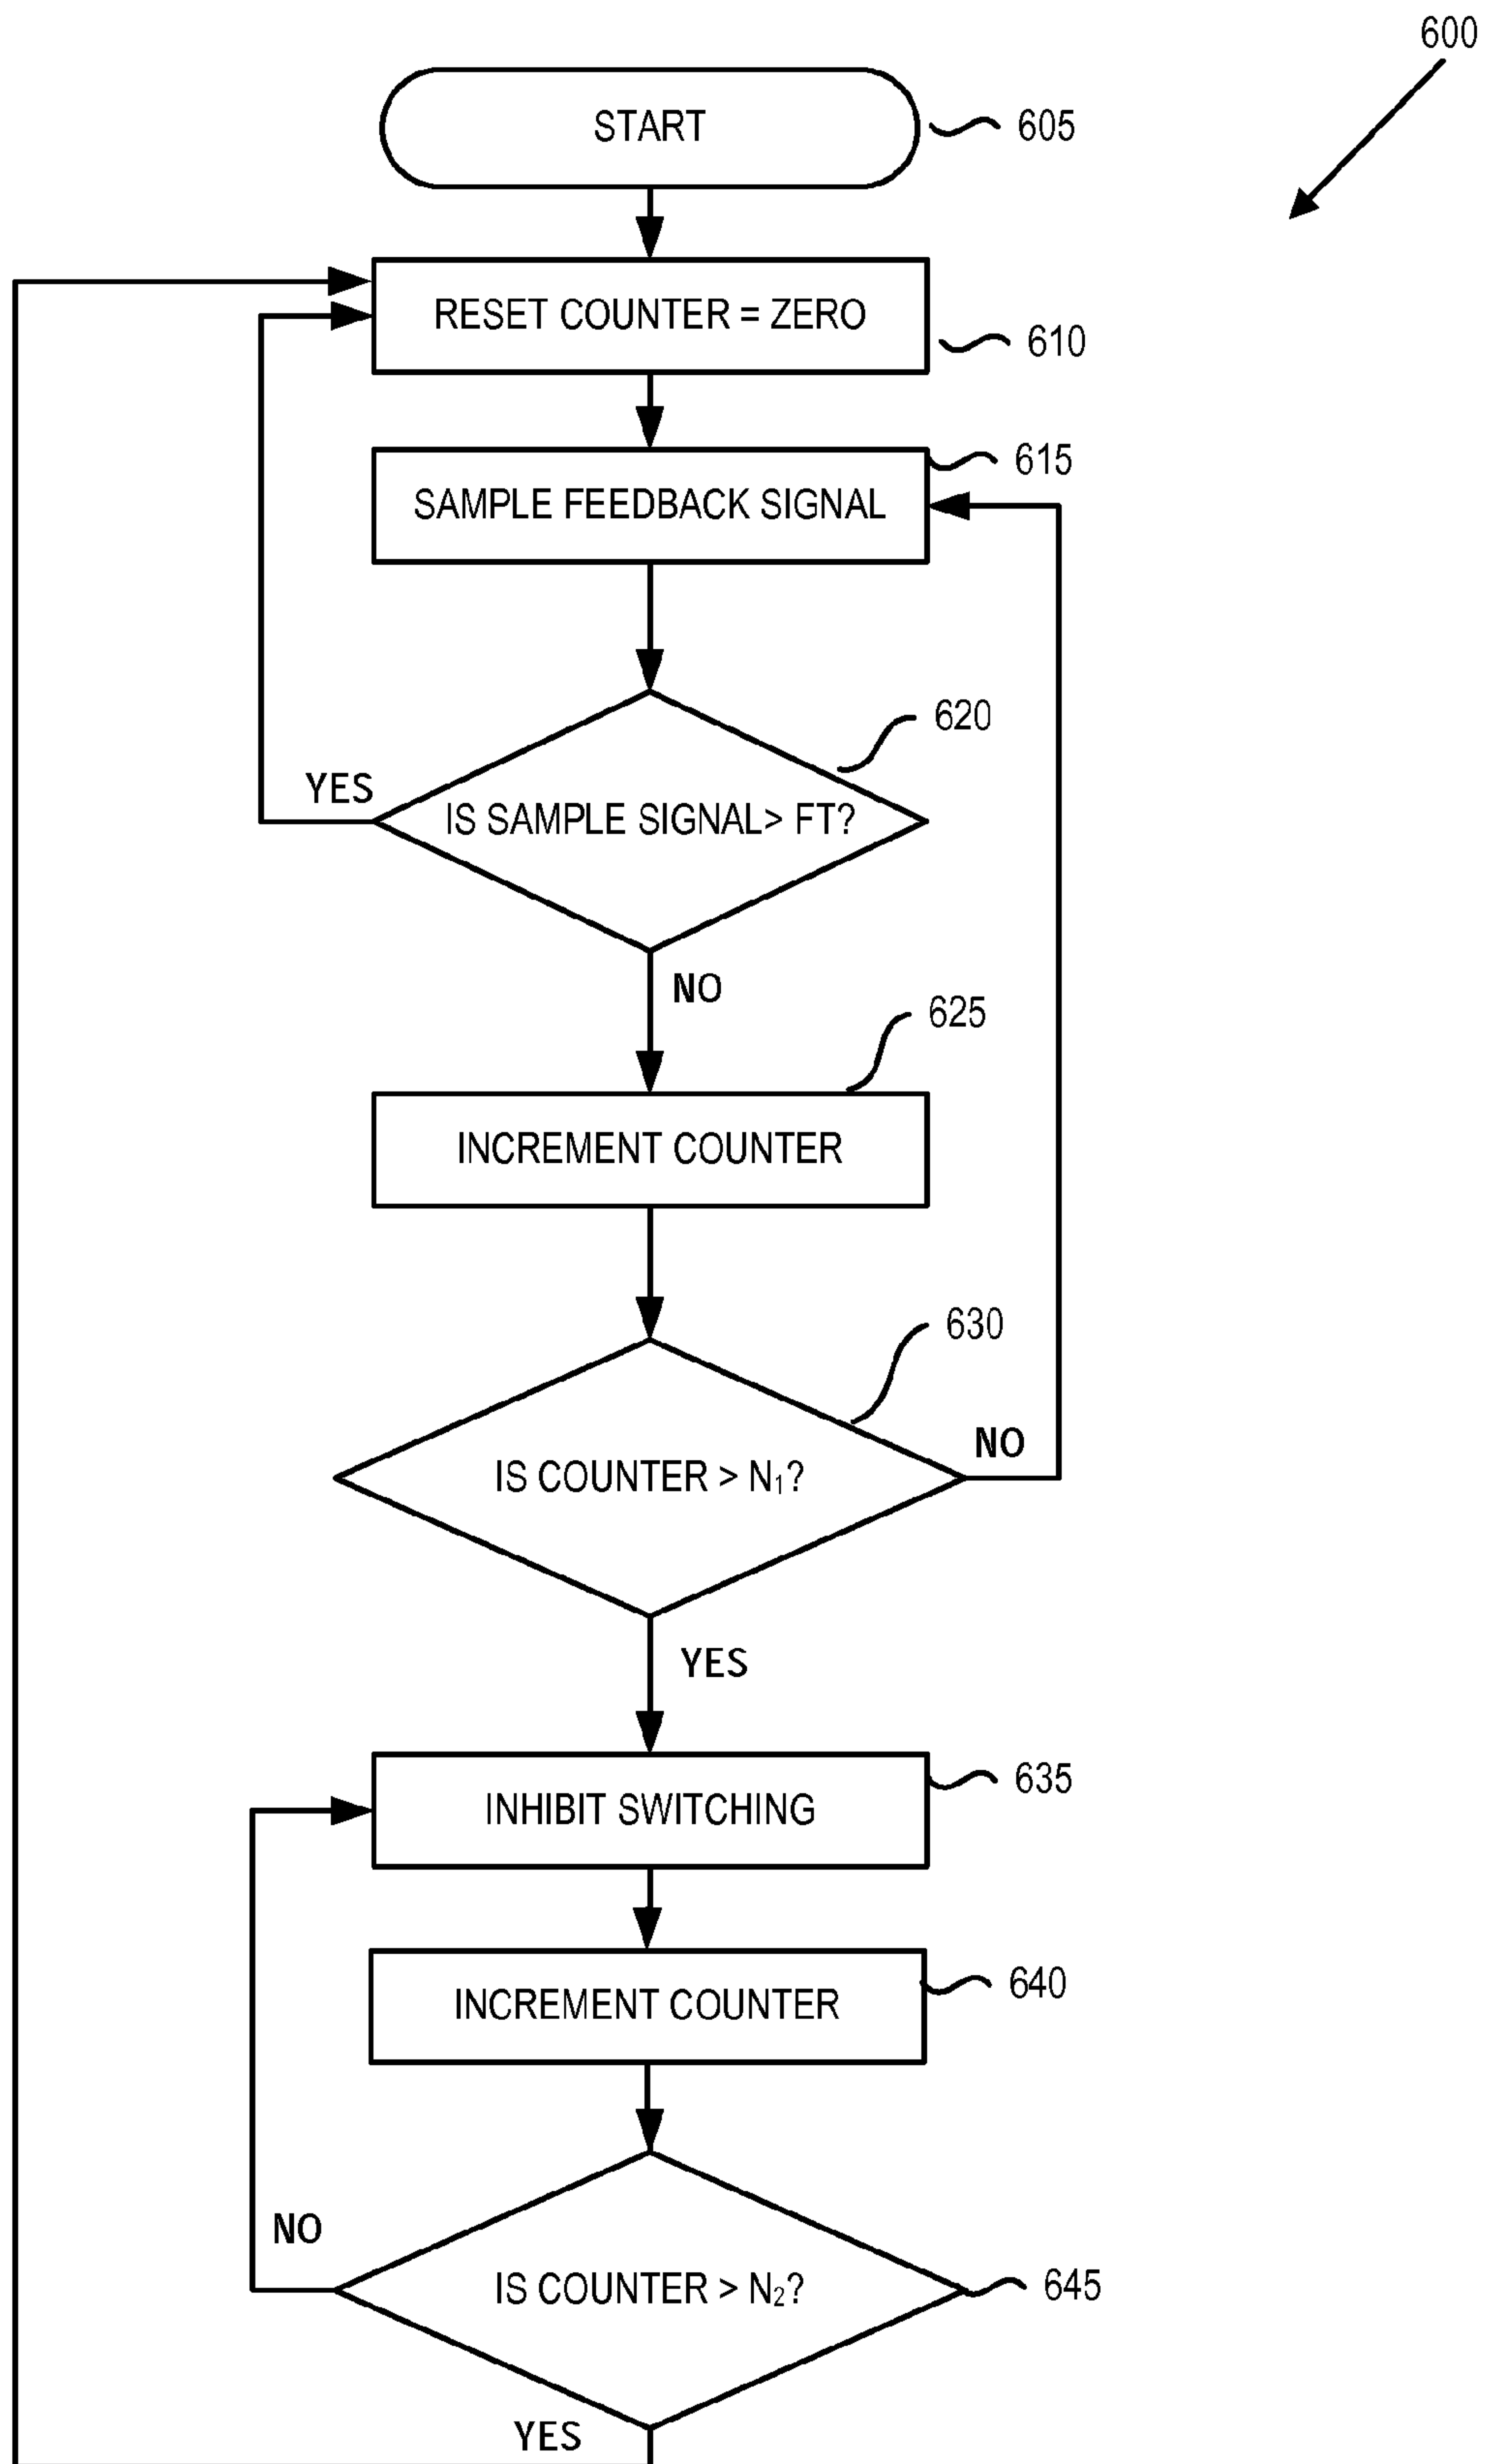 600
START
605
RESET COUNTER = ZERO
610
615
SAMPLE FEEDBACK SIGNAL
620
YES
IS SAMPLE SIGNAL> FT?
NO
625
INCREMENT COUNTER
630
NO
IS COUNTER > N₁?
YES
635
INHIBIT SWITCHING
640
INCREMENT COUNTER
NO
IS COUNTER > N₂?
645
YES